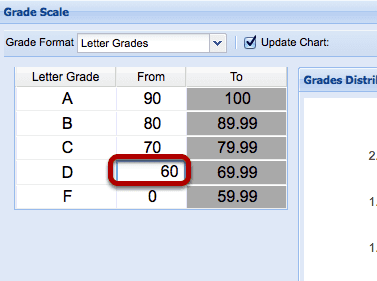 Grade Scale
Grade Format Letter Grades Update Chart:
Letter Grade From To
A 90 100
B 80 89.99
C 70 79.99
D 60 69.99
F 0 59.99
Grades Distri
2.
1.
1.